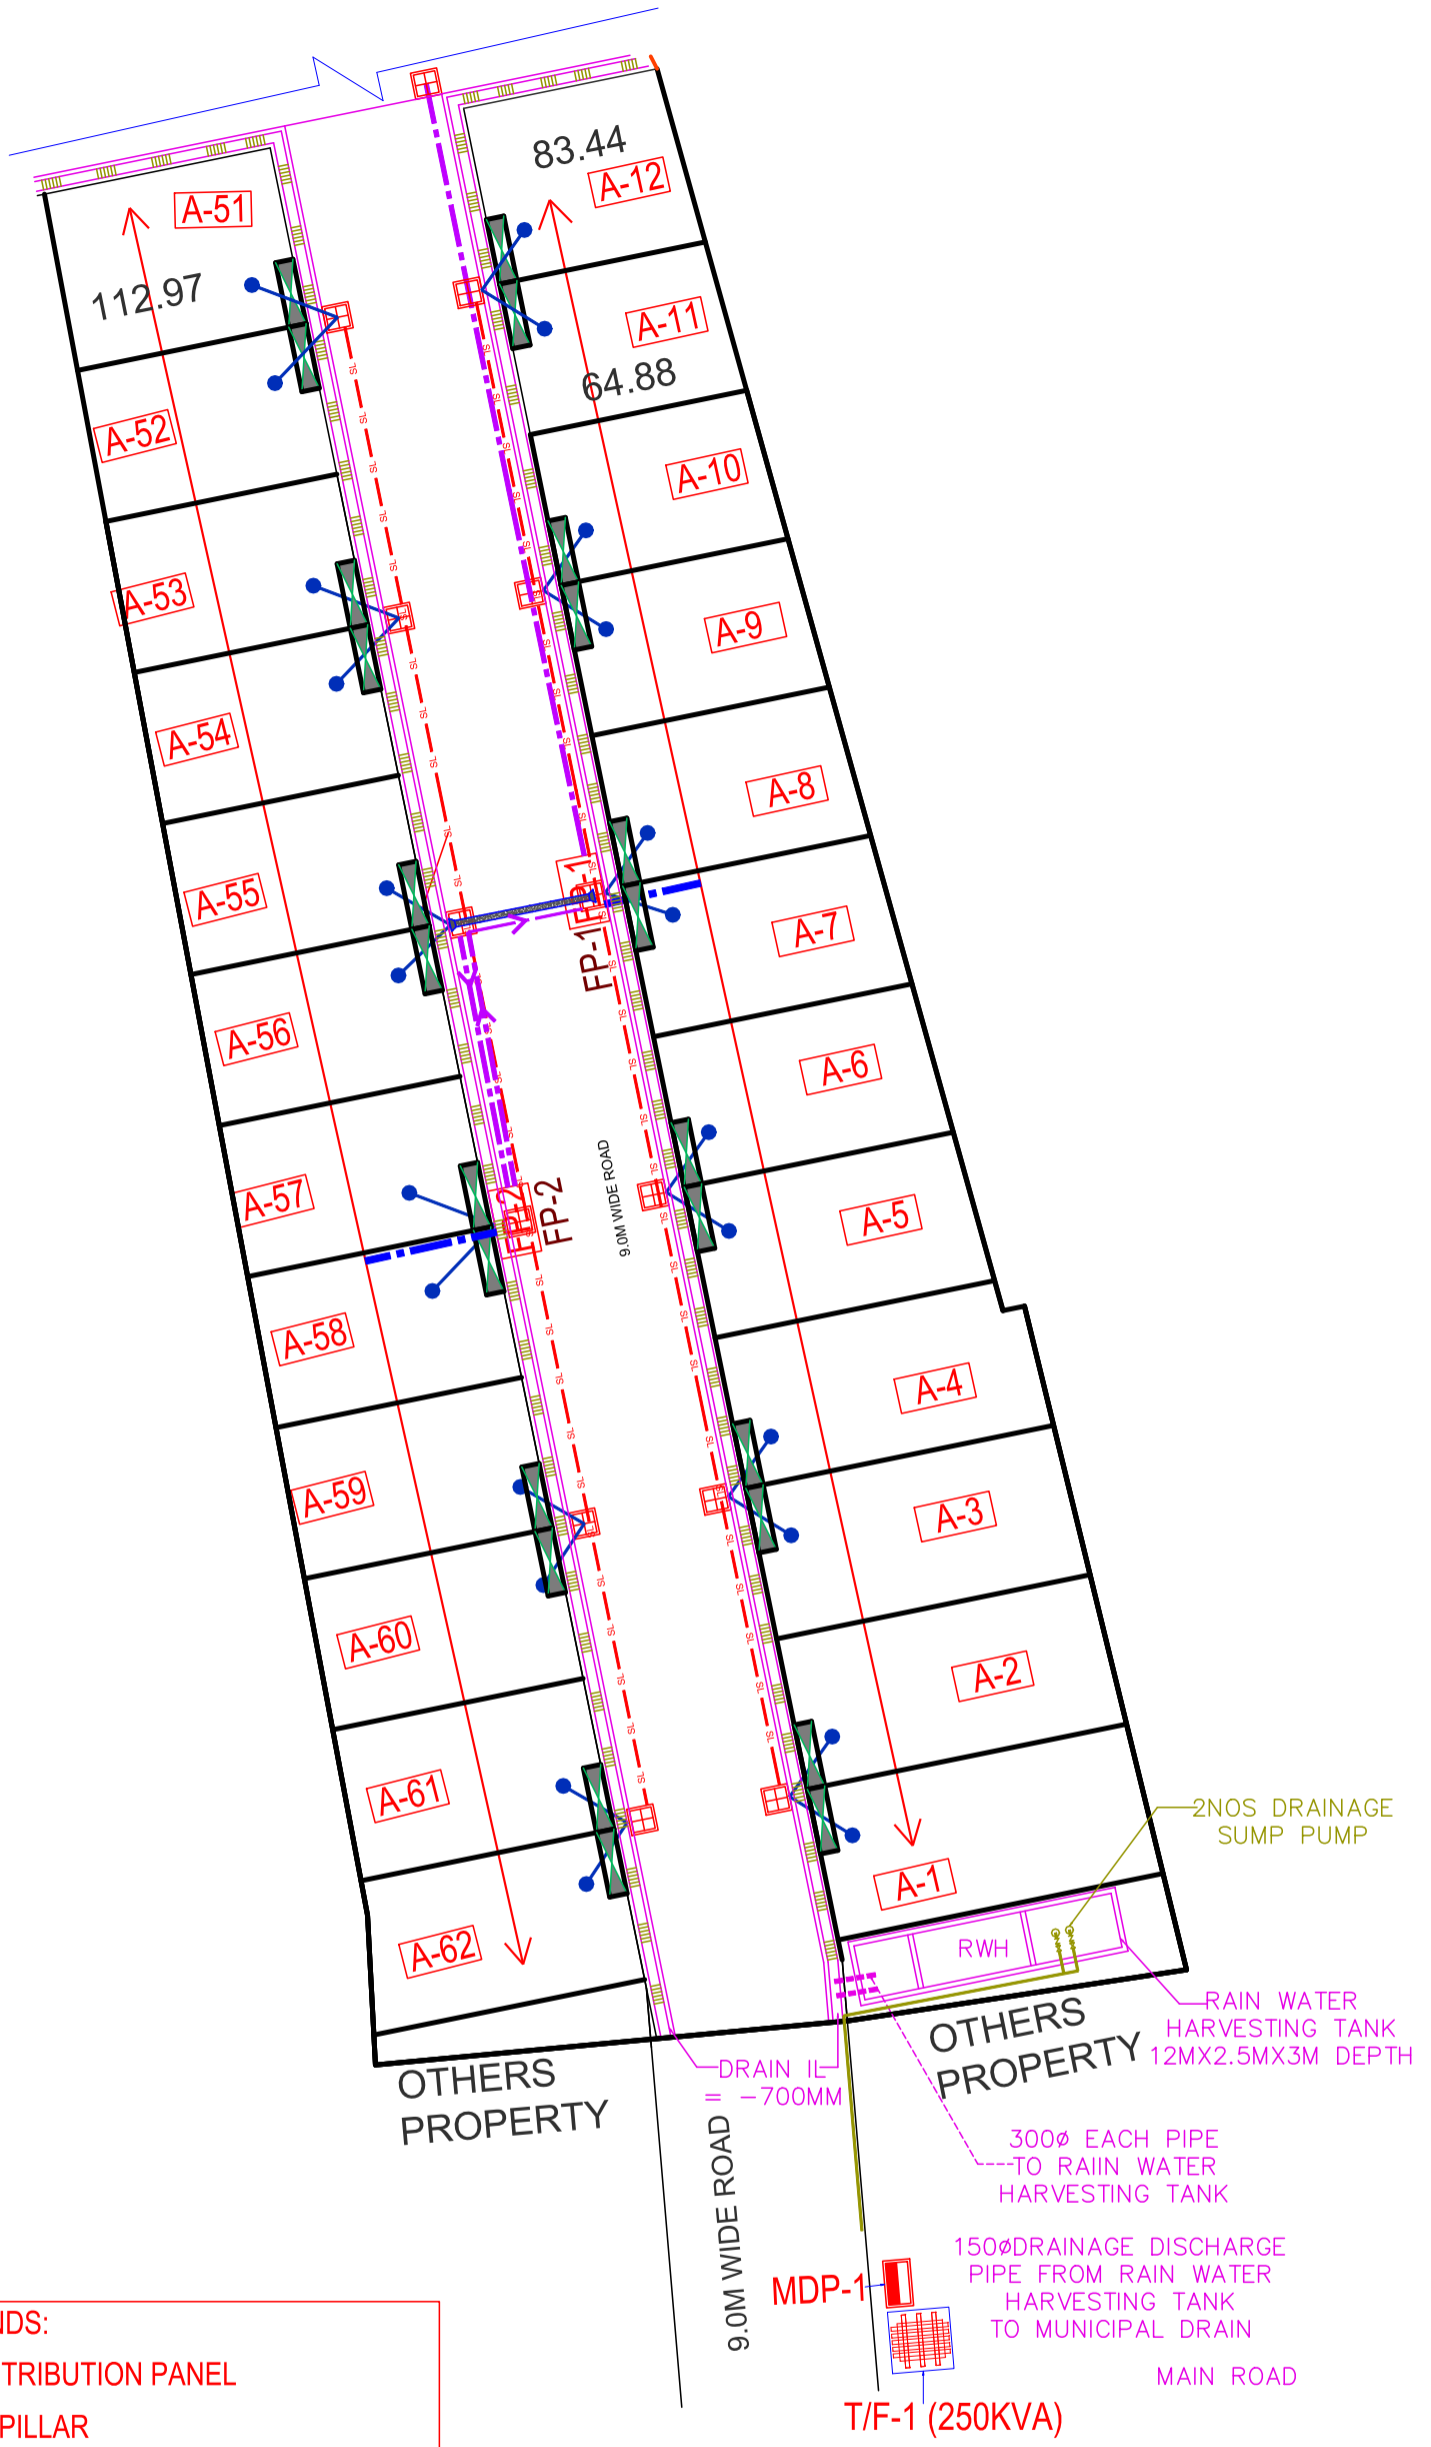 83.44
A-12
A-51
112.97
A-11
64.88
A-52
A-10
A-53
A-9
A-54
A-8
FP-1
A-55
A-7
FP-1
A-56
A-6
9.0M WIDE ROAD
A-57
FP-2
FP-2
A-5
A-58
A-4
A-59
A-3
A-60
A-2
A-61
2NOS DRAINAGE
SUMP PUMP
A-1
A-62
RWH
RAIN WATER
HARVESTING TANK
12MX2.5MX3M DEPTH
OTHERS
PROPERTY
OTHERS
PROPERTY
DRAIN IL
= -700MM
300Ø EACH PIPE
TO RAIIN WATER
HARVESTING TANK
9.0M WIDE ROAD
150ØDRAINAGE DISCHARGE
PIPE FROM RAIN WATER
HARVESTING TANK
TO MUNICIPAL DRAIN
MDP-1
MAIN ROAD
T/F-1 (250KVA)
NDS:
TRIBUTION PANEL
PILLAR